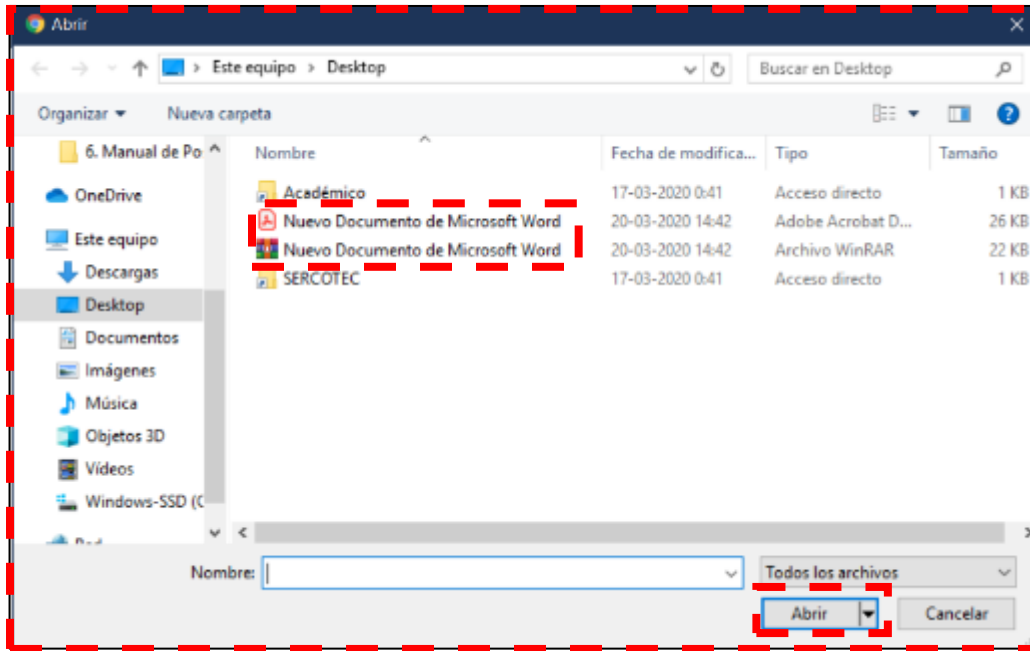 Abrir
Este equipo > Desktop
Buscar en Desktop
Organizar
Nueva carpeta
6. Manual de Po
Nombre
Fecha de modifica...
Tipo
Tamaño
OneDrive
Académico
17-03-2020 0:41
Acceso directo
1 KB
Nuevo Documento de Microsoft Word
20-03-2020 14:42
Adobe Acrobat D...
26 KB
Este equipo
Nuevo Documento de Microsoft Word
20-03-2020 14:42
Archivo WinRAR
22 KB
Descargas
SERCOTEC
17-03-2020 0:41
Acceso directo
1 KB
Desktop
Documentos
Imágenes
Música
Objetos 3D
Vídeos
Windows-SSD (C
Nombre:
Todos los archivos
Abrir
Cancelar